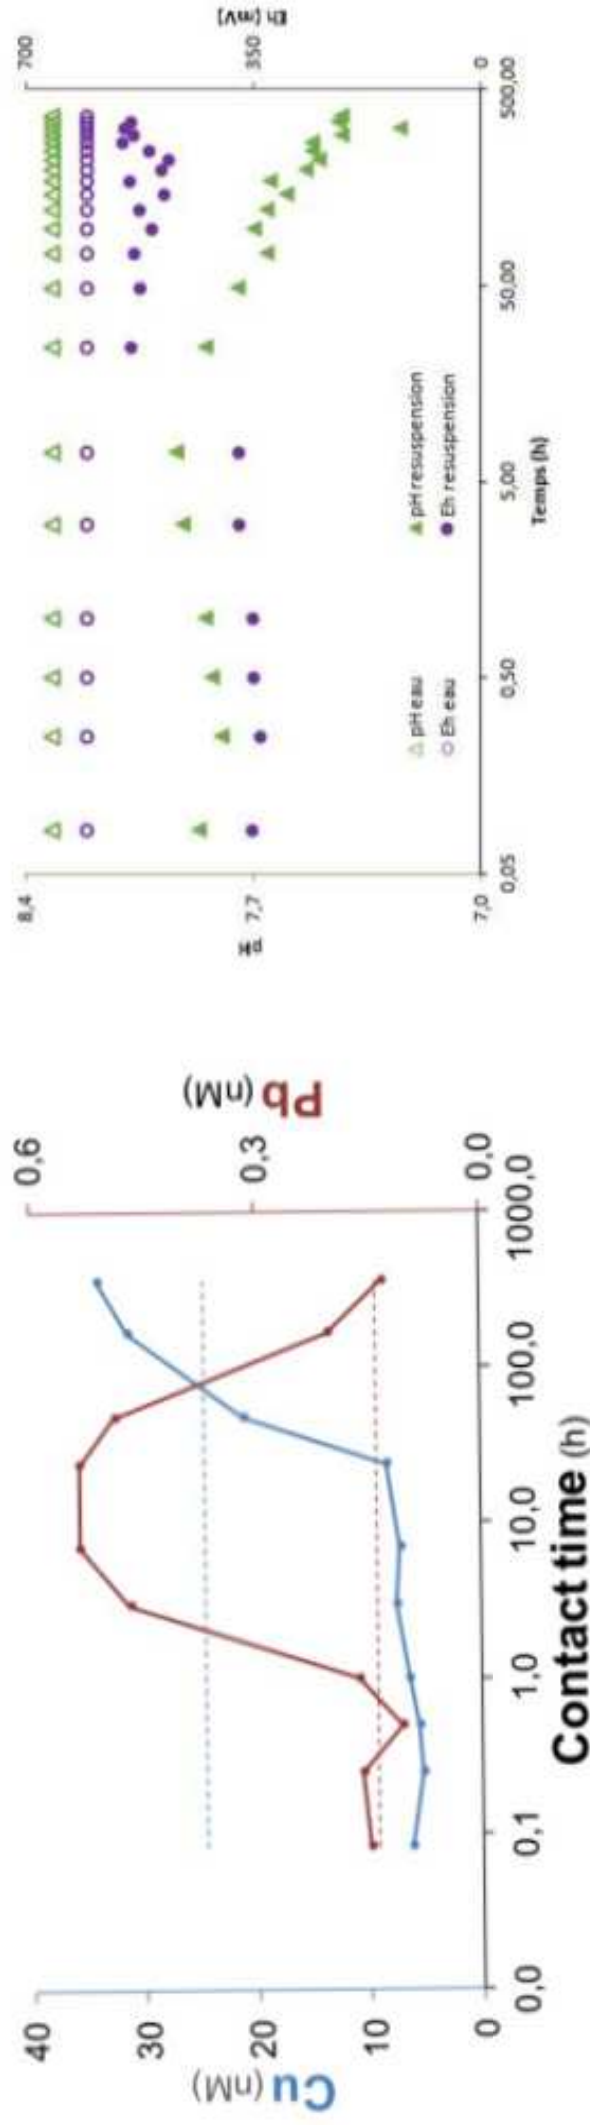 40
30
20
10
0
Cu (nM)
0,0
0,1
1,0
10,0
100,0
1000,0
Contact time (h)
0,6
0,3
0,0
Pb (nM)
8,4
7,7
7,0
pH
0,05
0,50
5,00
50,00
500,00
Temps (h)
700
350
0
Eh (mV)
pH eau
pH resuspension
Eh eau
Eh resuspension